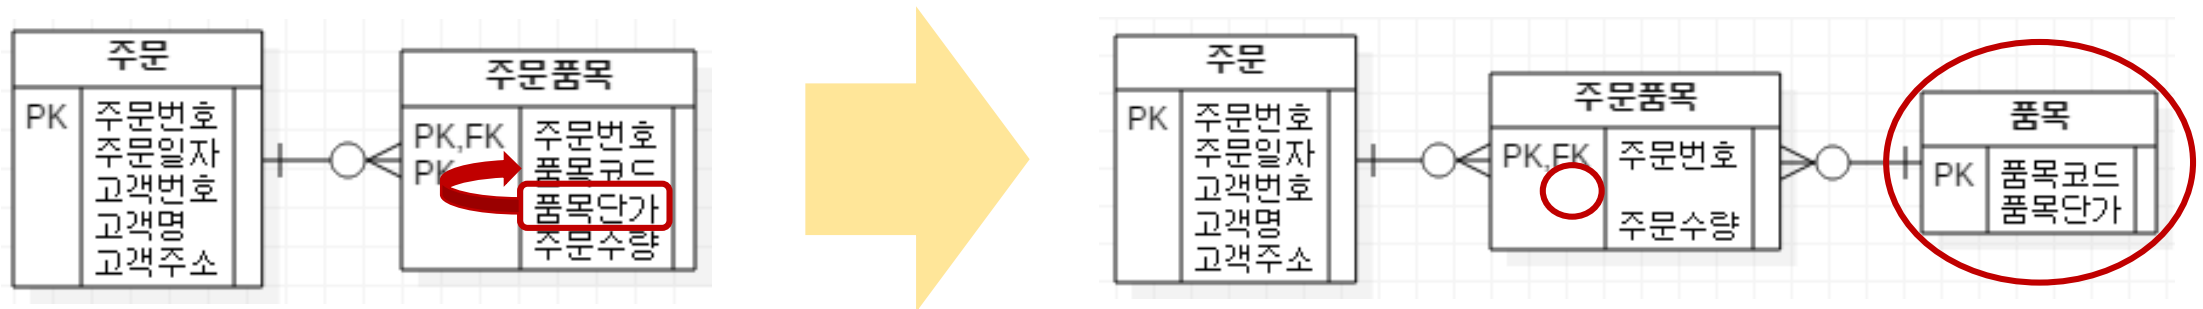 주문
PK 주문번호
주문일자
고객번호
고객명
고객주소
주문품목
PK,FK 주문번호
PK 품목코드
품목단가
주문수량
주문
PK 주문번호
주문일자
고객번호
고객명
고객주소
주문품목
PK,FK 주문번호
주문수량
품목
PK 품목코드
품목단가